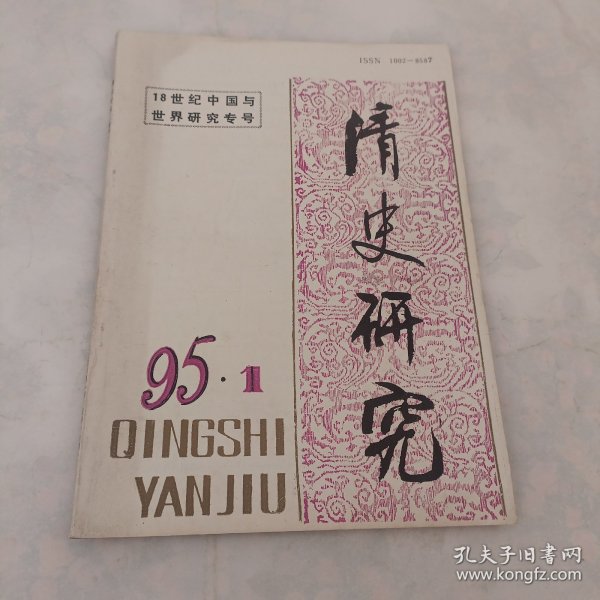 ISSN 1002-8587
18世纪中国与
世界研究专号
清史研究
95·1
QINGSHI
YANJIU
孔夫子旧书网
www.kongfz.com